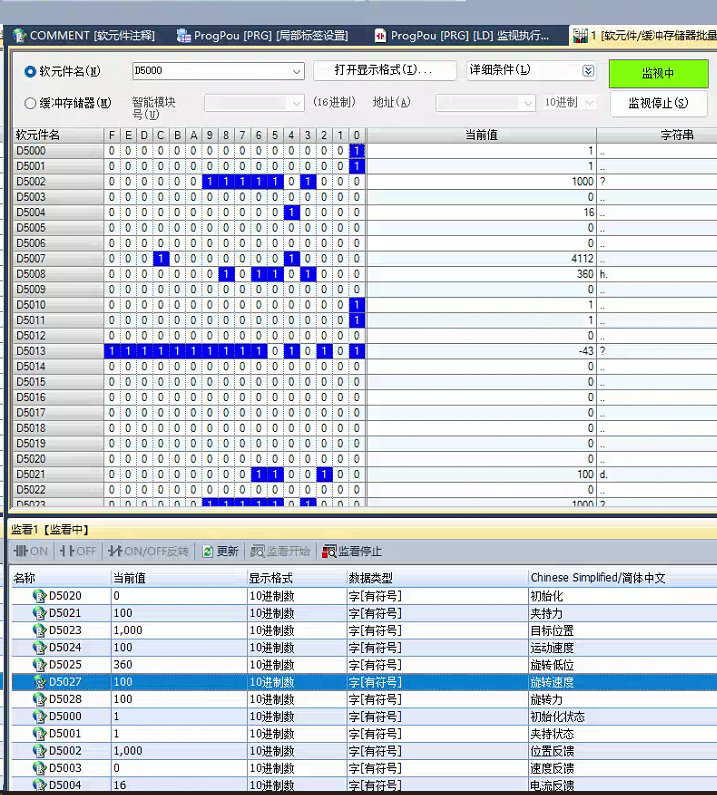 COMMENT [软元件注释] ProgPou [PRG] [局部标签设置] ProgPou [PRG] [LD] 监视执行... 1 [软元件/缓冲存储器批量
软元件名(N) D5000 打开显示格式(I)... 详细条件(L) 监视中
缓冲存储器(M) 智能模块号(U) (16进制) 地址(A) 10进制 监视停止(S)
软元件名 F E D C B A 9 8 7 6 5 4 3 2 1 0 当前值 字符串
D5000 0 0 0 0 0 0 0 0 0 0 0 0 0 0 0 1 1 ..
D5001 0 0 0 0 0 0 0 0 0 0 0 0 0 0 0 1 1 ..
D5002 0 0 0 0 0 0 1 1 1 1 1 0 1 0 0 0 1000 ?
D5003 0 0 0 0 0 0 0 0 0 0 0 0 0 0 0 0 0 ..
D5004 0 0 0 0 0 0 0 0 0 0 0 1 0 0 0 0 16 ..
D5005 0 0 0 0 0 0 0 0 0 0 0 0 0 0 0 0 0 ..
D5006 0 0 0 0 0 0 0 0 0 0 0 0 0 0 0 0 0 ..
D5007 0 0 0 1 0 0 0 0 0 0 0 1 0 0 0 0 4112 ..
D5008 0 0 0 0 0 0 0 1 0 1 1 0 1 0 0 0 360 h.
D5009 0 0 0 0 0 0 0 0 0 0 0 0 0 0 0 0 0 ..
D5010 0 0 0 0 0 0 0 0 0 0 0 0 0 0 0 1 1 ..
D5011 0 0 0 0 0 0 0 0 0 0 0 0 0 0 0 1 1 ..
D5012 0 0 0 0 0 0 0 0 0 0 0 0 0 0 0 0 0 ..
D5013 1 1 1 1 1 1 1 1 1 1 0 1 0 1 0 1 -43 ?
D5014 0 0 0 0 0 0 0 0 0 0 0 0 0 0 0 0 0 ..
D5015 0 0 0 0 0 0 0 0 0 0 0 0 0 0 0 0 0 ..
D5016 0 0 0 0 0 0 0 0 0 0 0 0 0 0 0 0 0 ..
D5017 0 0 0 0 0 0 0 0 0 0 0 0 0 0 0 0 0 ..
D5018 0 0 0 0 0 0 0 0 0 0 0 0 0 0 0 0 0 ..
D5019 0 0 0 0 0 0 0 0 0 0 0 0 0 0 0 0 0 ..
D5020 0 0 0 0 0 0 0 0 0 0 0 0 0 0 0 0 0 ..
D5021 0 0 0 0 0 0 0 0 0 1 1 0 0 1 0 0 100 d.
D5022 0 0 0 0 0 0 0 0 0 0 0 0 0 0 0 0 0 ..
D5023 0 0 0 0 0 0 1 1 1 1 1 0 1 0 0 0 1000 ?
监看1【监看中】
ON OFF ON/OFF反转 更新 监看开始 监看停止
名称 当前值 显示格式 数据类型 Chinese Simplified/简体中文
D5020 0 10进制数 字[有符号] 初始化
D5021 100 10进制数 字[有符号] 夹持力
D5023 1,000 10进制数 字[有符号] 目标位置
D5024 100 10进制数 字[有符号] 运动速度
D5025 360 10进制数 字[有符号] 旋转低位
D5027 100 10进制数 字[有符号] 旋转速度
D5028 100 10进制数 字[有符号] 旋转力
D5000 1 10进制数 字[有符号] 初始化状态
D5001 1 10进制数 字[有符号] 夹持状态
D5002 1,000 10进制数 字[有符号] 位置反馈
D5003 0 10进制数 字[有符号] 速度反馈
D5004 16 10进制数 字[有符号] 电流反馈